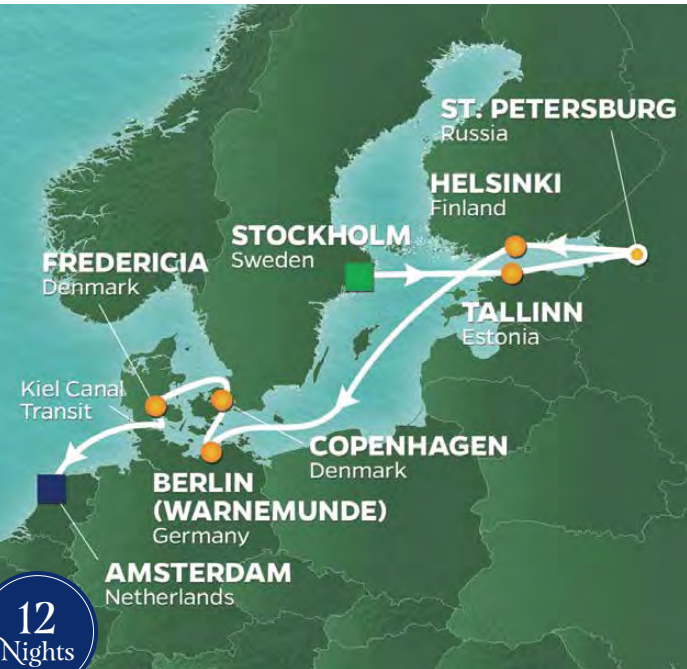 ST. PETERSBURG
Russia
HELSINKI
Finland
STOCKHOLM
Sweden
FREDERICIA
Denmark
TALLINN
Estonia
Kiel Canal
Transit
COPENHAGEN
Denmark
BERLIN
(WARNEMUNDE)
Germany
AMSTERDAM
Netherlands
12
Nights